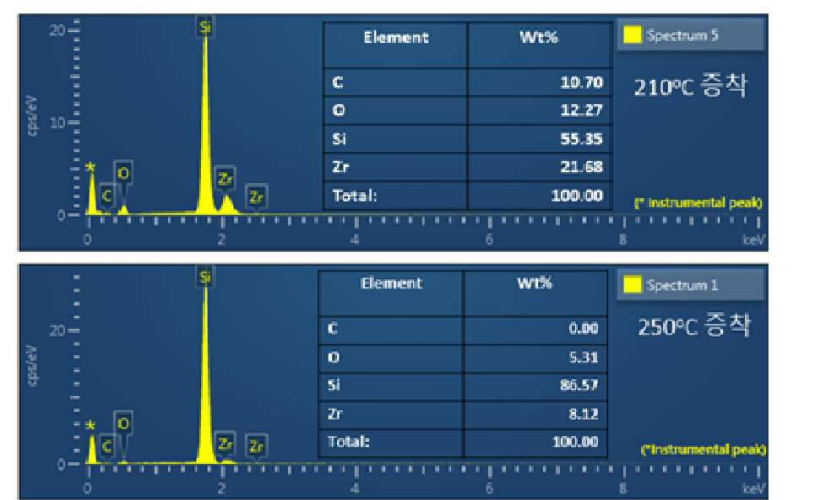 Element Wt% Spectrum 5
C 10.70
O 12.27
Si 55.35
Zr 21.68
Total: 100.00
210ºC 증착
(* Instrumental peak)
cps/eV
20
10
0
* C O Si Zr Zr
0 2 4 6 8 keV
Element Wt% Spectrum 1
C 0.00
O 5.31
Si 86.57
Zr 8.12
Total: 100.00
250ºC 증착
(*Instrumental peak)
cps/eV
20
0
* C O Si Zr Zr
0 2 4 6 8 keV